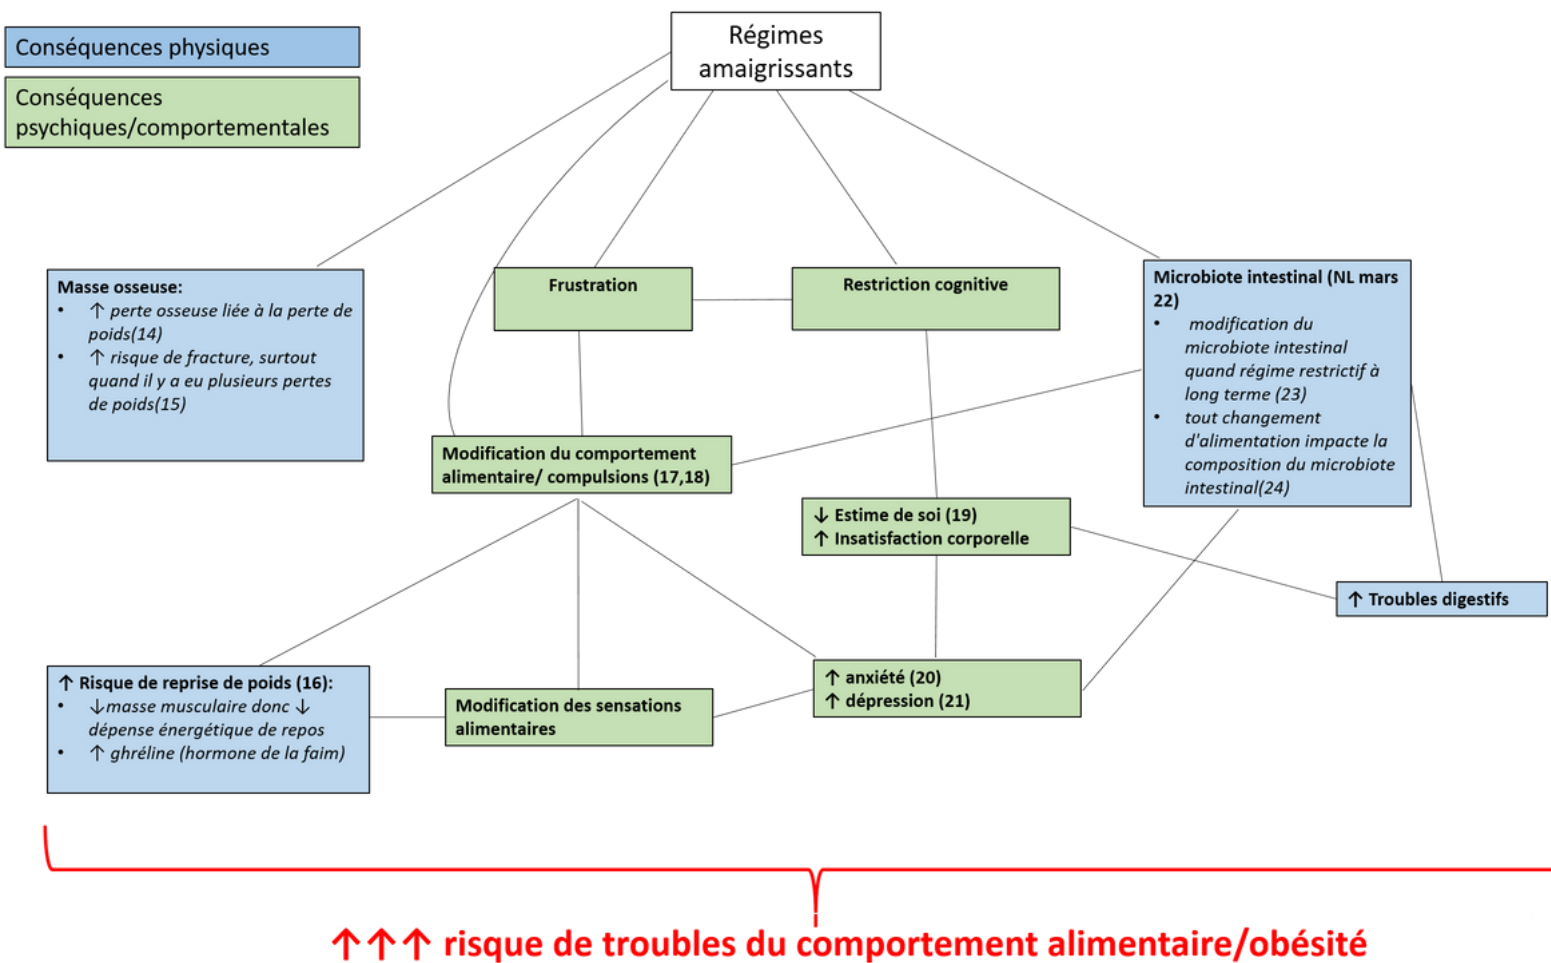 Régimes
amaigrissants
Conséquences physiques
Conséquences
psychiques/comportementales
Masse osseuse:
• ↑ perte osseuse liée à la perte de
poids(14)
• ↑ risque de fracture, surtout
quand il y a eu plusieurs pertes
de poids(15)
Frustration
Restriction cognitive
Microbiote intestinal (NL mars
22)
• modification du
microbiote intestinal
quand régime restrictif à
long terme (23)
• tout changement
d'alimentation impacte la
composition du microbiote
intestinal(24)
Modification du comportement
alimentaire/ compulsions (17,18)
↓ Estime de soi (19)
↑ Insatisfaction corporelle
↑ Troubles digestifs
↑ Risque de reprise de poids (16):
• ↓masse musculaire donc ↓
dépense énergétique de repos
• ↑ ghréline (hormone de la faim)
Modification des sensations
alimentaires
↑ anxiété (20)
↑ dépression (21)
↑↑↑ risque de troubles du comportement alimentaire/obésité